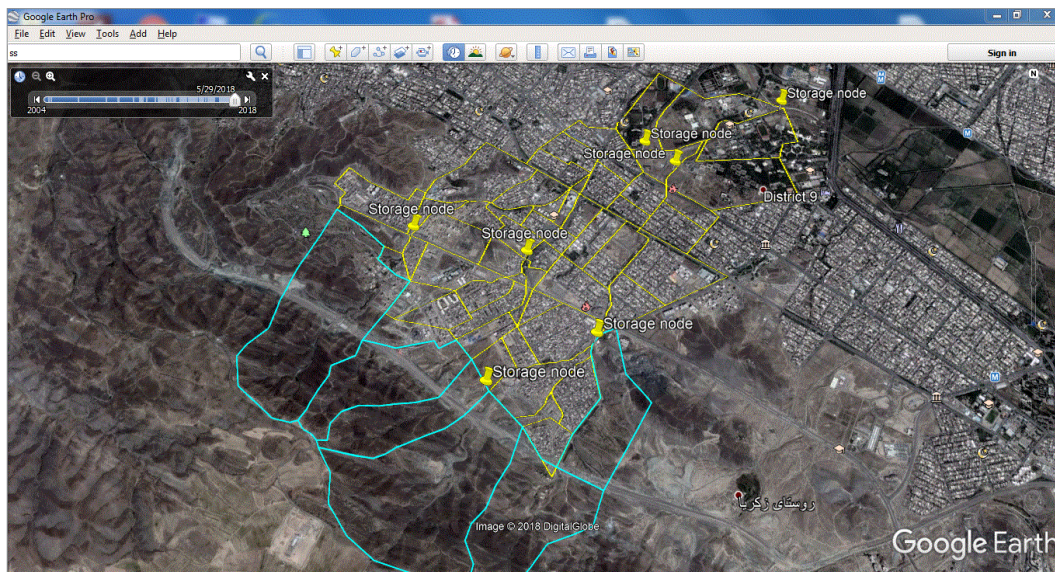 Google Earth Pro
File Edit View Tools Add Help
ss
Sign in
5/29/2018
2004
2018
N
Storage node
Storage node
Storage node
District 9
Storage node
Storage node
Storage node
Storage node
روستای زکریا
Image © 2018 DigitalGlobe
Google Earth